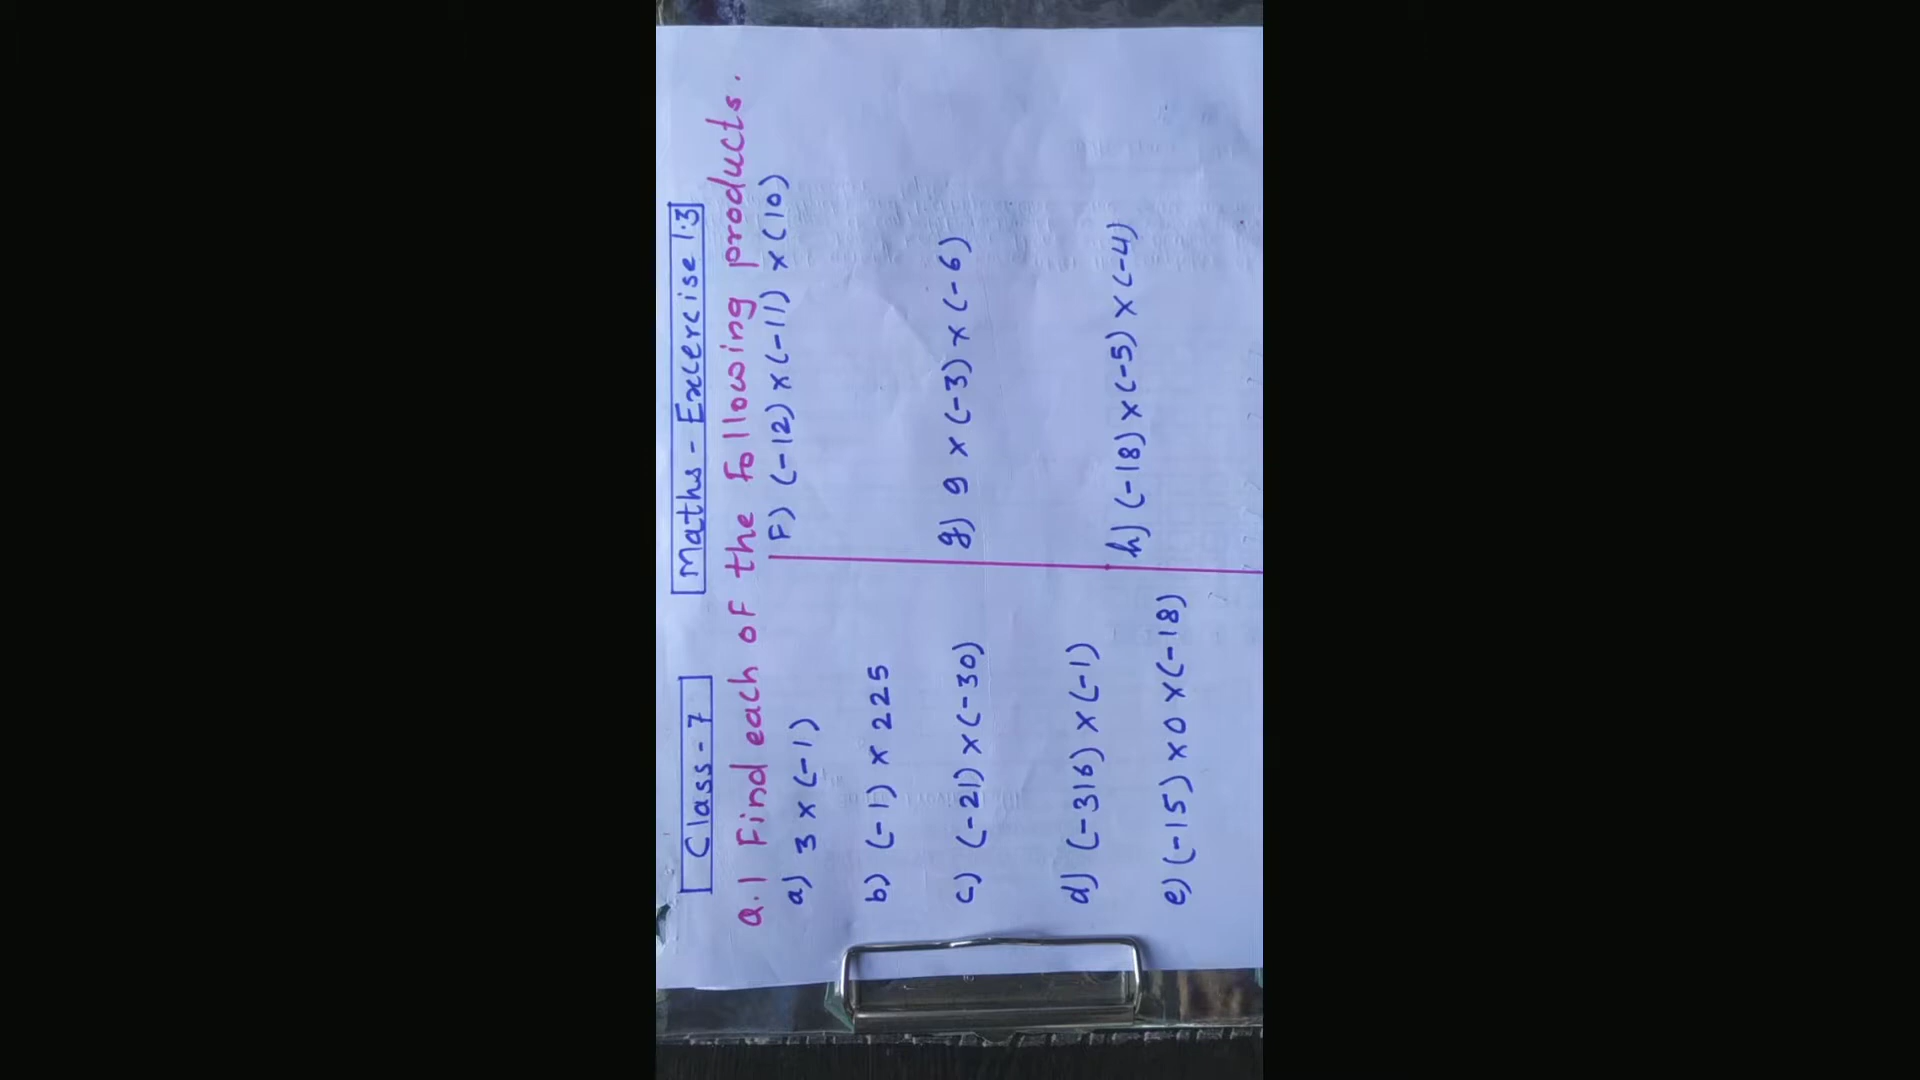 Class-7
Maths - Excercise 1.3
Q.1 Find each of the following products.
a) 3 x (-1)
b) (-1) x 225
c) (-21) x (-30)
d) (-316) x (-1)
e) (-15) x 0 x (-18)
F) (-12) x (-11) x (10)
g) 9 x (-3) x (-6)
h) (-18) x (-5) x (-4)